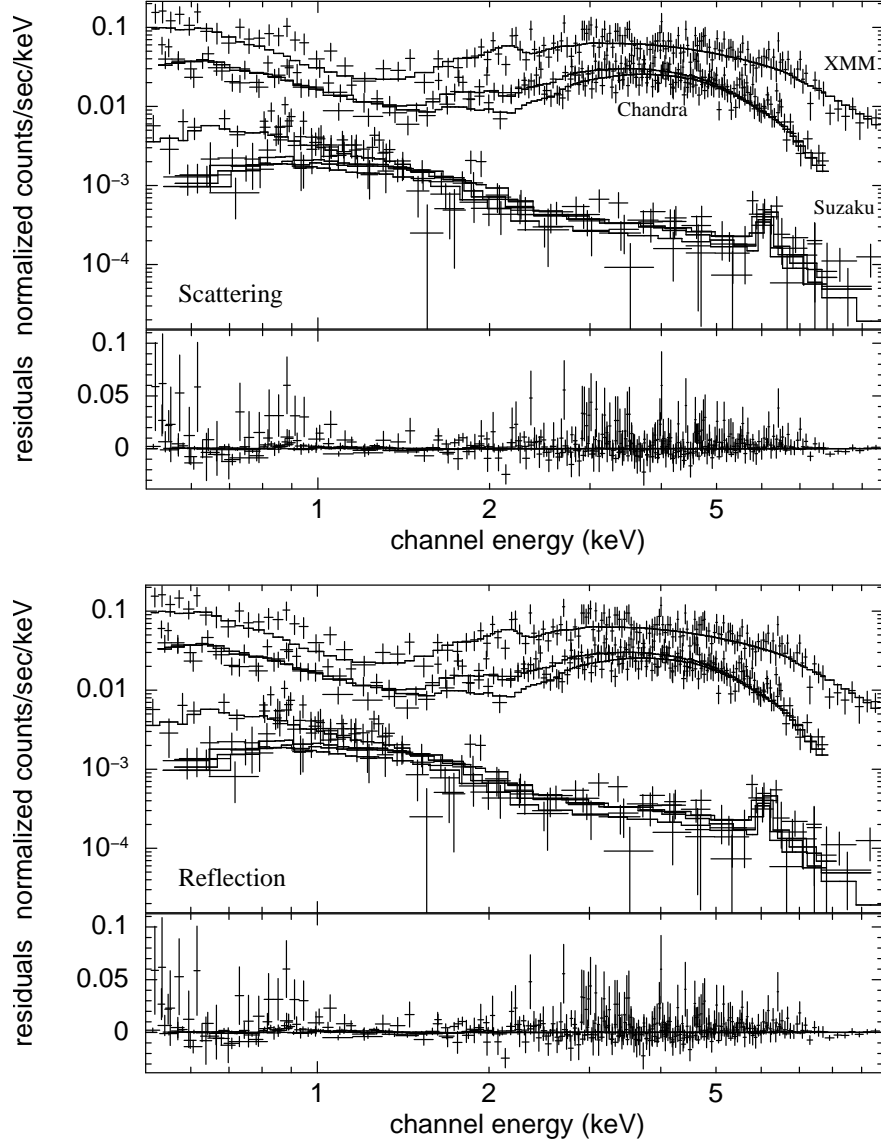 normalized counts/sec/keV
0.1
0.01
10⁻³
10⁻⁴
XMM
Chandra
Suzaku
Scattering
residuals
0.1
0.05
0
1
2
5
channel energy (keV)
normalized counts/sec/keV
0.1
0.01
10⁻³
10⁻⁴
Reflection
residuals
0.1
0.05
0
1
2
5
channel energy (keV)